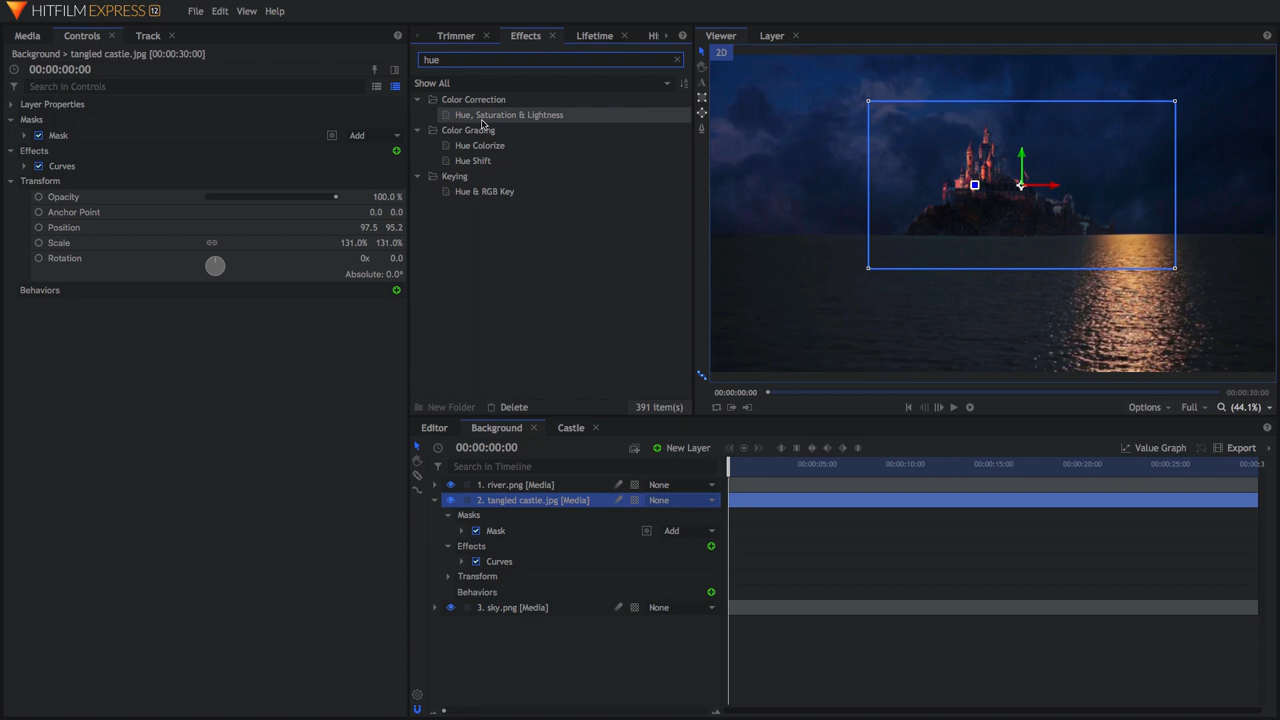 HITFILM EXPRESS 12
File Edit View Help
Media Controls Track
Background > tangled castle.jpg [00:00:30:00]
00:00:00:00
Search in Controls
Layer Properties
Masks
Mask Add
Effects
Curves
Transform
Opacity 100.0 %
Anchor Point 0.0 0.0
Position 97.5 95.2
Scale 131.0% 131.0%
Rotation 0x 0.0
Absolute: 0.0°
Behaviors
Trimmer Effects Lifetime
hue
Show All
Color Correction
Hue, Saturation & Lightness
Color Grading
Hue Colorize
Hue Shift
Keying
Hue & RGB Key
New Folder Delete 391 item(s)
Viewer Layer
2D
00:00:00:00 00:00:30:00
Options Full (44.1%)
Editor Background Castle
00:00:00:00 New Layer Value Graph Export
Search in Timeline
00:00:05:00 00:00:10:00 00:00:15:00 00:00:20:00 00:00:25:00 00:00:3
1. river.png [Media] None
2. tangled castle.jpg [Media] None
Masks
Mask Add
Effects
Curves
Transform
Behaviors
3. sky.png [Media] None